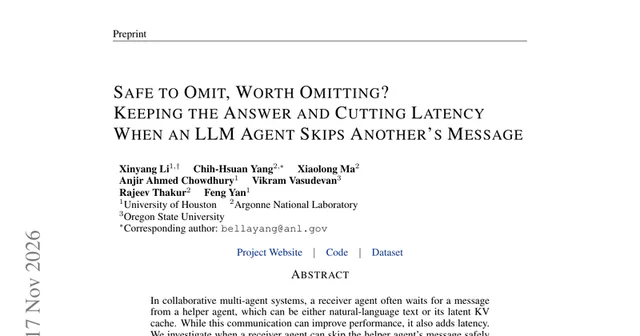 Preprint
SAFE TO OMIT, WORTH OMITTING?
KEEPING THE ANSWER AND CUTTING LATENCY
WHEN AN LLM AGENT SKIPS ANOTHER'S MESSAGE
Xinyang Li1,† Chih-Hsuan Yang2,* Xiaolong Ma2
Anjir Ahmed Chowdhury1 Vikram Vasudevan3
Rajeev Thakur2 Feng Yan1
1University of Houston 2Argonne National Laboratory
3Oregon State University
*Corresponding author: bellayang@anl.gov
Project Website | Code | Dataset
ABSTRACT
In collaborative multi-agent systems, a receiver agent often waits for a message
from a helper agent, which can be either natural-language text or its latent KV
cache. While this communication can improve performance, it also adds latency.
We investigate when a receiver agent can skip the helper agent's message safely
17 Nov 2026